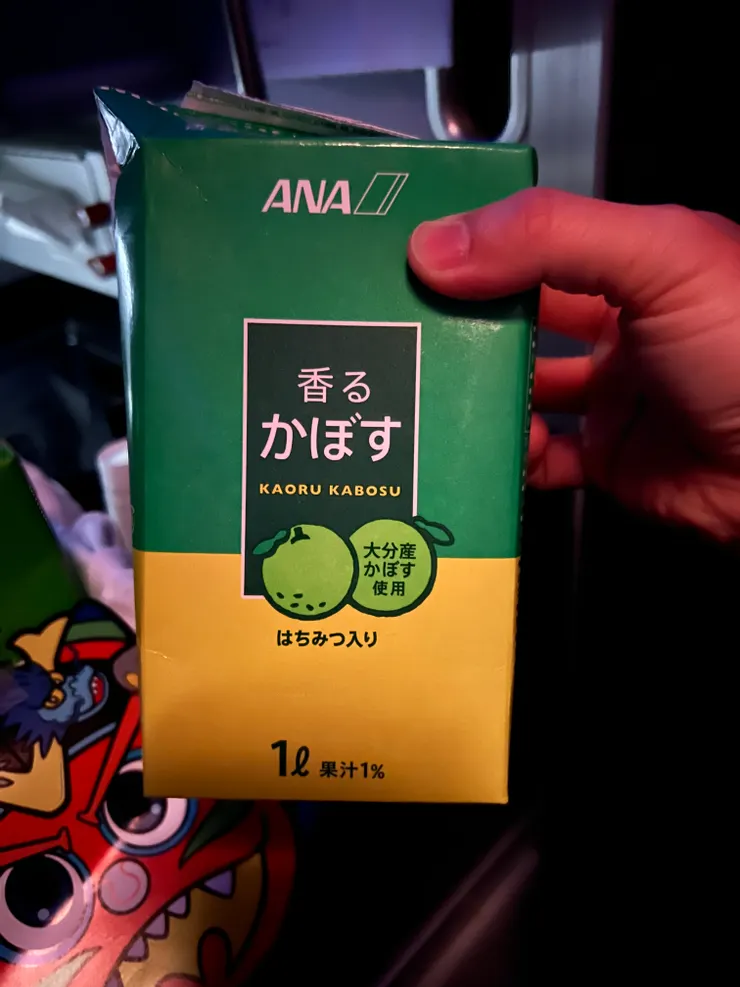 ANA
香る
かぼす
KAORU KABOSU
大分産
かぼす
使用
はちみつ入り
1ℓ 果汁1%